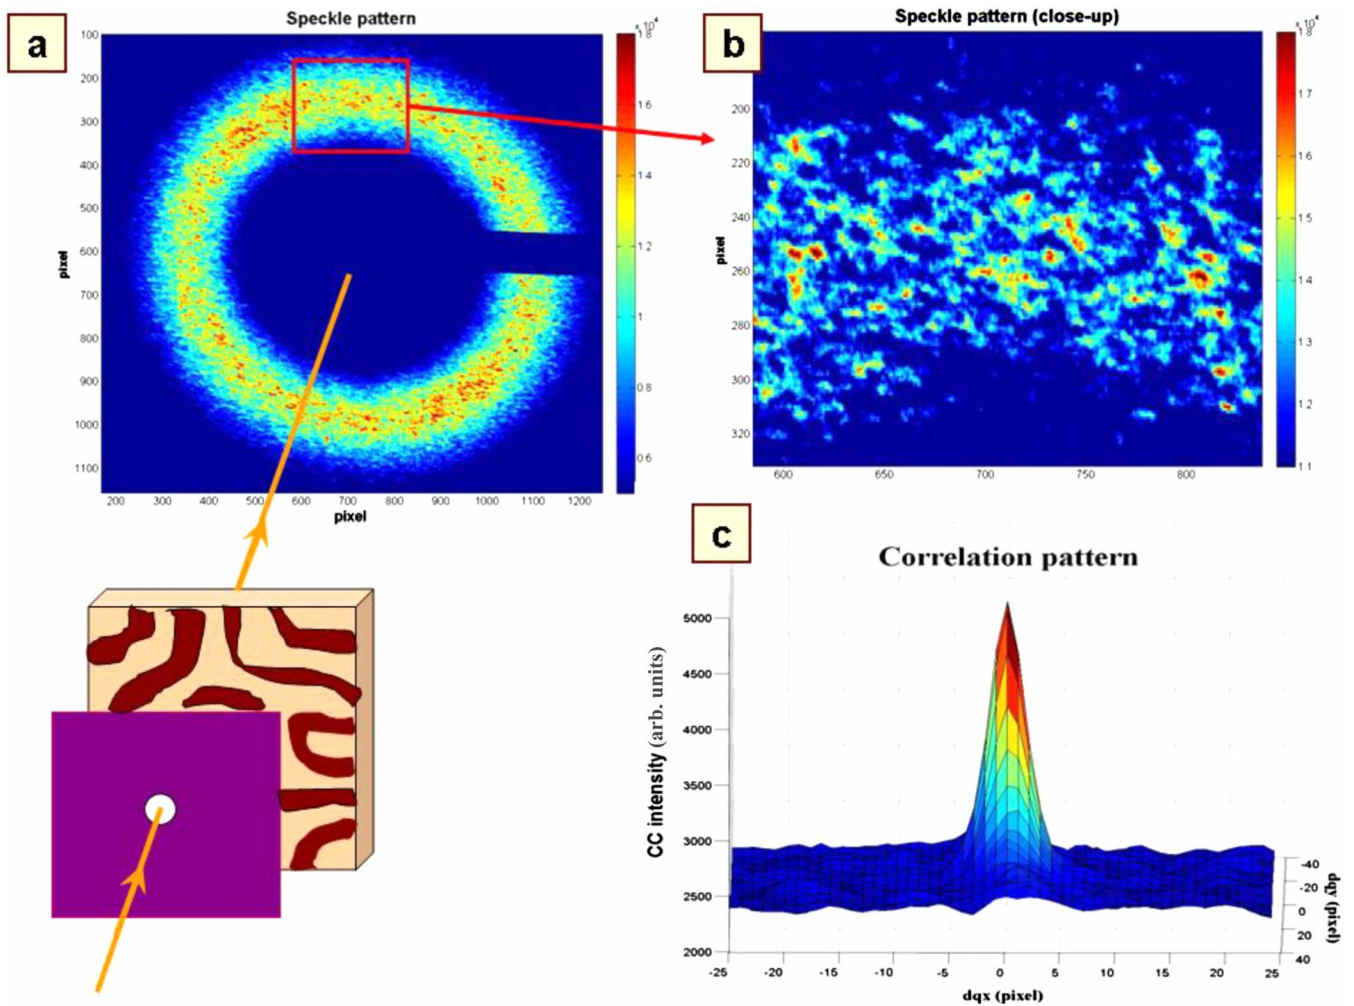 a
Speckle pattern
x 10⁴
100
200
300
400
500
600
700
800
900
1000
1100
pixel
200 300 400 500 600 700 800 900 1000 1100 1200
pixel
1 8
1 6
1 4
1 2
1
0 8
0 6
b
Speckle pattern (close-up)
x 10⁴
200
220
240
260
280
300
320
pixel
600 650 700 750 800
1 8
1 7
1 6
1 5
1 4
1 3
1 2
1 1
c
Correlation pattern
5000
4500
4000
3500
3000
2500
2000
CC intensity (arb. units)
-25 -20 -15 -10 -5 0 5 10 15 20 25
dqx (pixel)
-40
-20
0
20
40
dqy (pixel)